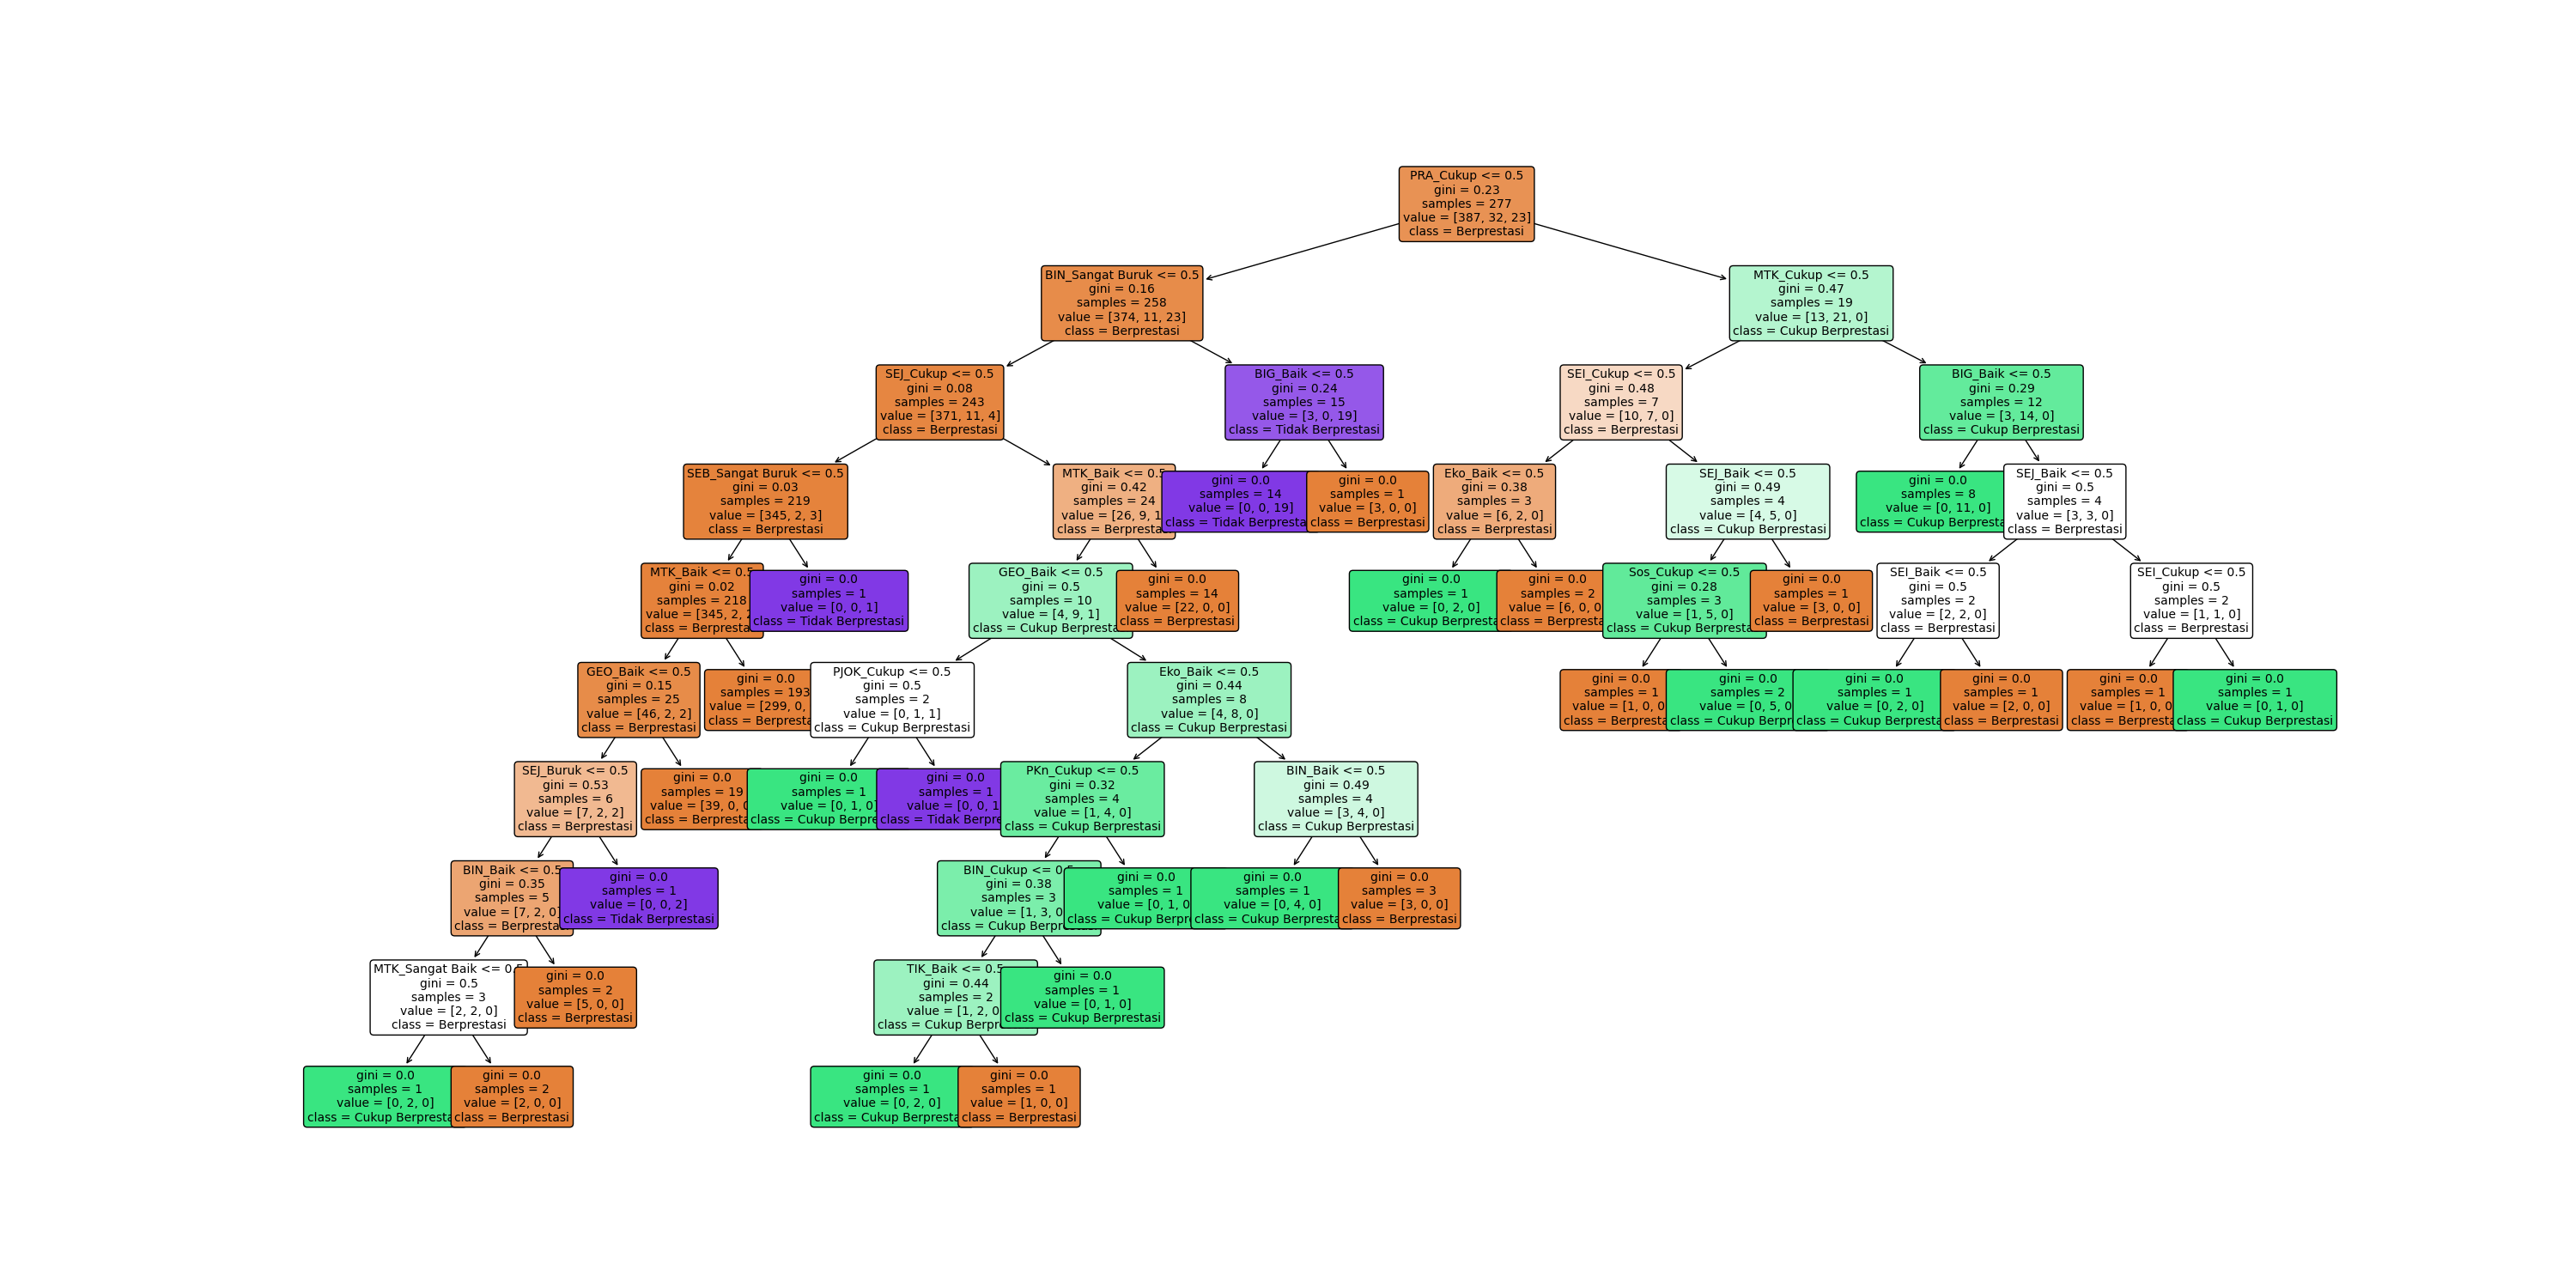 PRA_Cukup <= 0.5
gini = 0.23
samples = 277
value = [387, 32, 23]
class = Berprestasi
BIN_Sangat Buruk <= 0.5
gini = 0.16
samples = 258
value = [374, 11, 23]
class = Berprestasi
MTK_Cukup <= 0.5
gini = 0.47
samples = 19
value = [13, 21, 0]
class = Cukup Berprestasi
SEJ_Cukup <= 0.5
gini = 0.08
samples = 243
value = [371, 11, 4]
class = Berprestasi
BIG_Baik <= 0.5
gini = 0.24
samples = 15
value = [3, 0, 19]
class = Tidak Berprestasi
SEI_Cukup <= 0.5
gini = 0.48
samples = 7
value = [10, 7, 0]
class = Berprestasi
BIG_Baik <= 0.5
gini = 0.29
samples = 12
value = [3, 14, 0]
class = Cukup Berprestasi
SEB_Sangat Buruk <= 0.5
gini = 0.03
samples = 219
value = [345, 2, 3]
class = Berprestasi
MTK_Baik <= 0.5
gini = 0.42
samples = 24
value = [26, 9, 1
class = Berpresta
gini = 0.0
samples = 14
value = [0, 0, 19]
class = Tidak Berpresta
gini = 0.0
samples = 1
value = [3, 0, 0]
class = Berprestasi
Eko_Baik <= 0.5
gini = 0.38
samples = 3
value = [6, 2, 0]
class = Berprestasi
SEJ_Baik <= 0.5
gini = 0.49
samples = 4
value = [4, 5, 0]
class = Cukup Berprestasi
gini = 0.0
samples = 8
value = [0, 11, 0]
class = Cukup Berpresta
SEJ_Baik <= 0.5
gini = 0.5
samples = 4
value = [3, 3, 0]
class = Berprestasi
MTK_Baik <= 0.5
gini = 0.02
samples = 218
value = [345, 2, 2
class = Berpresta
gini = 0.0
samples = 1
value = [0, 0, 1]
class = Tidak Berprestasi
GEO_Baik <= 0.5
gini = 0.5
samples = 10
value = [4, 9, 1]
class = Cukup Berpresta
gini = 0.0
samples = 14
value = [22, 0, 0]
class = Berprestasi
gini = 0.0
samples = 1
value = [0, 2, 0]
class = Cukup Berpresta
gini = 0.0
samples = 2
value = [6, 0, 0
class = Berpresta
Sos_Cukup <= 0.5
gini = 0.28
samples = 3
value = [1, 5, 0]
class = Cukup Berpresta
gini = 0.0
samples = 1
value = [3, 0, 0]
class = Berprestasi
SEI_Baik <= 0.5
gini = 0.5
samples = 2
value = [2, 2, 0]
class = Berprestasi
SEI_Cukup <= 0.5
gini = 0.5
samples = 2
value = [1, 1, 0]
class = Berprestasi
GEO_Baik <= 0.5
gini = 0.15
samples = 25
value = [46, 2, 2]
class = Berprestasi
gini = 0.0
samples = 193
value = [299, 0,
class = Berpresta
PJOK_Cukup <= 0.5
gini = 0.5
samples = 2
value = [0, 1, 1]
class = Cukup Berprestasi
Eko_Baik <= 0.5
gini = 0.44
samples = 8
value = [4, 8, 0]
class = Cukup Berprestasi
gini = 0.0
samples = 1
value = [1, 0, 0
class = Berpresta
gini = 0.0
samples = 2
value = [0, 5, 0
class = Cukup Berpr
gini = 0.0
samples = 1
value = [0, 2, 0]
class = Cukup Berpresta
gini = 0.0
samples = 1
value = [2, 0, 0]
class = Berprestasi
gini = 0.0
samples = 1
value = [1, 0, 0
class = Berpresta
gini = 0.0
samples = 1
value = [0, 1, 0]
class = Cukup Berprestasi
SEJ_Buruk <= 0.5
gini = 0.53
samples = 6
value = [7, 2, 2]
class = Berprestasi
gini = 0.0
samples = 19
value = [39, 0, 0
class = Berpresta
gini = 0.0
samples = 1
value = [0, 1, 0]
class = Cukup Berpre
gini = 0.0
samples = 1
value = [0, 0, 1
class = Tidak Berpre
PKn_Cukup <= 0.5
gini = 0.32
samples = 4
value = [1, 4, 0]
class = Cukup Berprestasi
BIN_Baik <= 0.5
gini = 0.49
samples = 4
value = [3, 4, 0]
class = Cukup Berprestasi
BIN_Baik <= 0.5
gini = 0.35
samples = 5
value = [7, 2, 0]
class = Berpresta
gini = 0.0
samples = 1
value = [0, 0, 2]
class = Tidak Berprestasi
BIN_Cukup <= 0.5
gini = 0.38
samples = 3
value = [1, 3, 0
class = Cukup Berpre
gini = 0.0
samples = 1
value = [0, 1, 0
class = Cukup Berpr
gini = 0.0
samples = 1
value = [0, 4, 0]
class = Cukup Berpresta
gini = 0.0
samples = 3
value = [3, 0, 0]
class = Berprestasi
MTK_Sangat Baik <= 0.5
gini = 0.5
samples = 3
value = [2, 2, 0]
class = Berprestasi
gini = 0.0
samples = 2
value = [5, 0, 0]
class = Berprestasi
TIK_Baik <= 0.5
gini = 0.44
samples = 2
value = [1, 2, 0
class = Cukup Berpre
gini = 0.0
samples = 1
value = [0, 1, 0]
class = Cukup Berprestasi
gini = 0.0
samples = 1
value = [0, 2, 0]
class = Cukup Berpresta
gini = 0.0
samples = 2
value = [2, 0, 0]
class = Berprestasi
gini = 0.0
samples = 1
value = [0, 2, 0]
class = Cukup Berpresta
gini = 0.0
samples = 1
value = [1, 0, 0]
class = Berprestasi